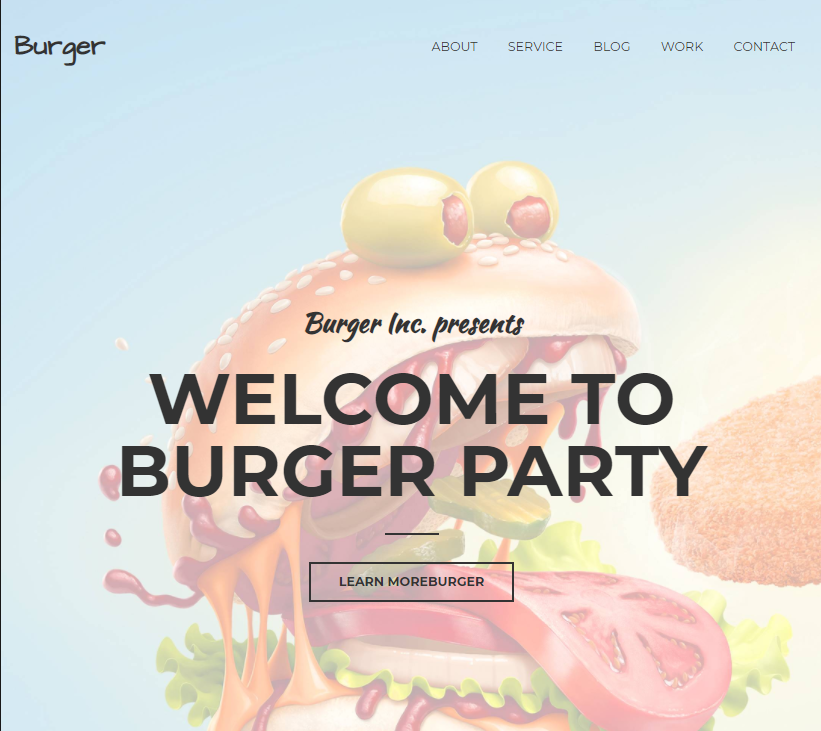 Burger
ABOUT SERVICE BLOG WORK CONTACT
Burger Inc. presents
WELCOME TO
BURGER PARTY
LEARN MOREBURGER